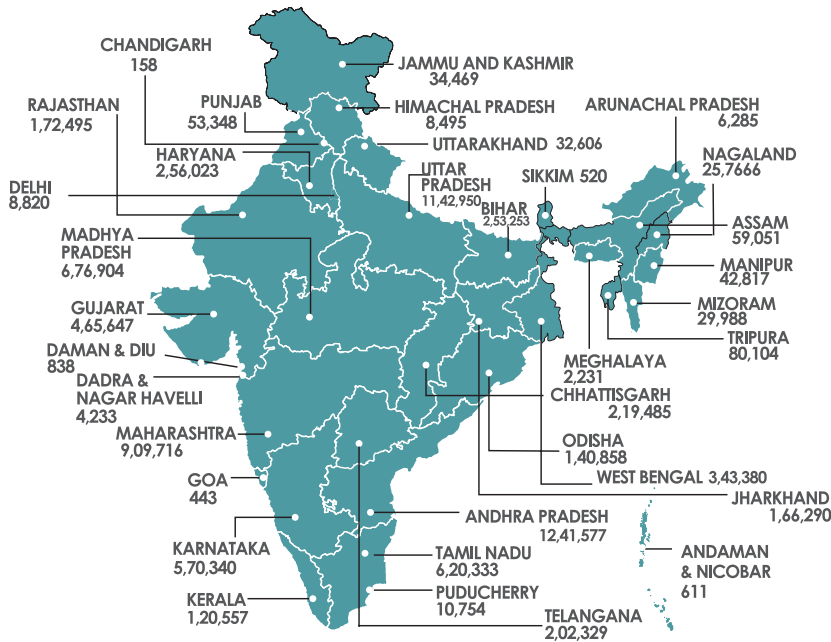 CHANDIGARH
158
JAMMU AND KASHMIR
34,469
RAJASTHAN
1,72,495
PUNJAB
53,348
HIMACHAL PRADESH
8,495
ARUNACHAL PRADESH
6,285
UTTARAKHAND 32,606
HARYANA
2,56,023
NAGALAND
25,7666
UTTAR
PRADESH
11,42,950
SIKKIM 520
DELHI
8,820
BIHAR
2,53,253
ASSAM
59,051
MADHYA
PRADESH
6,76,904
MANIPUR
42,817
GUJARAT
4,65,647
MIZORAM
29,988
TRIPURA
80,104
DAMAN & DIU
838
MEGHALAYA
2,231
DADRA &
NAGAR HAVELLI
4,233
CHHATTISGARH
2,19,485
MAHARASHTRA
9,09,716
ODISHA
1,40,858
GOA
443
WEST BENGAL 3,43,380
JHARKHAND
1,66,290
ANDHRA PRADESH
12,41,577
KARNATAKA
5,70,340
TAMIL NADU
6,20,333
ANDAMAN
& NICOBAR
611
KERALA
1,20,557
PUDUCHERRY
10,754
TELANGANA
2,02,329